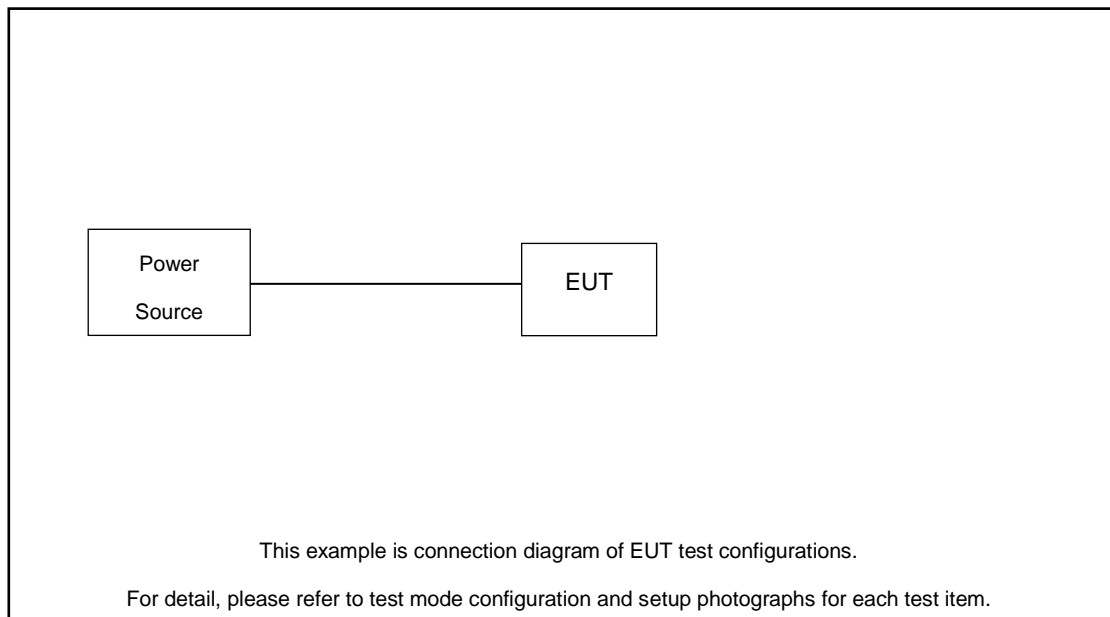 Power
Source
EUT
This example is connection diagram of EUT test configurations.
For detail, please refer to test mode configuration and setup photographs for each test item.